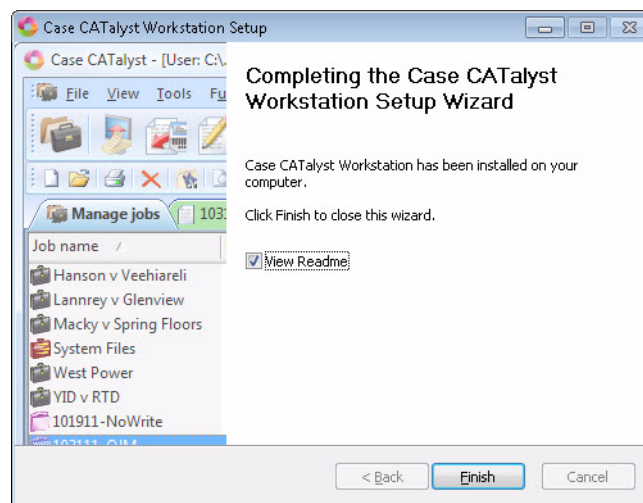 Case CATalyst Workstation Setup
Case CATalyst - [User: C:\.
File View Tools
Manage jobs
Job name
Hanson v Veehiareli
Lannrey v Glenview
Macky v Spring Floors
System Files
West Power
YID v RTD
101911-NoWrite
Completing the Case CATalyst
Workstation Setup Wizard
Case CATalyst Workstation has been installed on your
computer.
Click Finish to close this wizard.
View Readme
< Back Finish Cancel